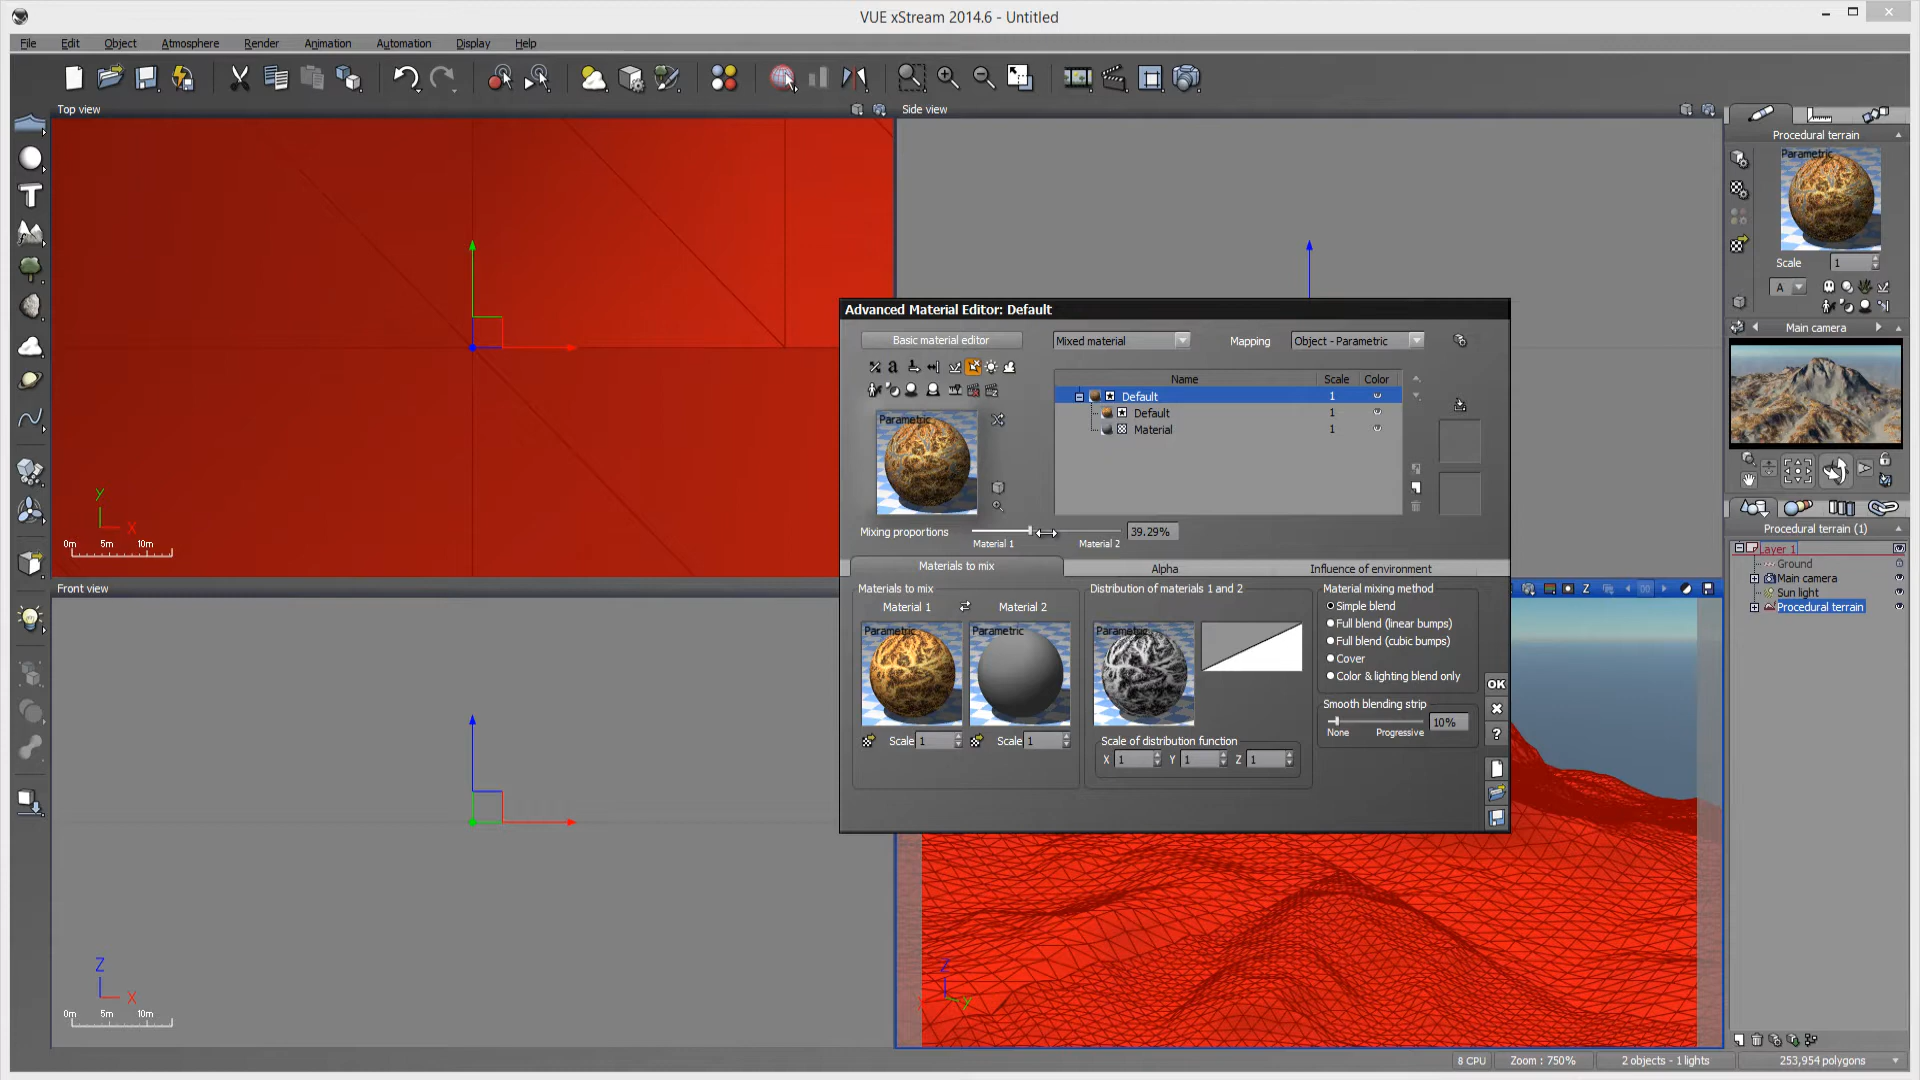 VUE xStream 2014.6 - Untitled
File Edit Object Atmosphere Render Animation Automation Display Help
Top view
Side view
Procedural terrain
Parametric
Scale 1
A
Main camera
Advanced Material Editor: Default
Basic material editor
Mixed material
Mapping
Object - Parametric
Name Scale Color
Default 1
Default 1
Material 1
Parametric
Mixing proportions
39.29%
Material 1 Material 2
Materials to mix
Alpha
Influence of environment
Materials to mix
Material 1 Material 2
Parametric
Parametric
Scale 1
Scale 1
Distribution of materials 1 and 2
Parametric
Scale of distribution function
X 1 Y 1 Z 1
Material mixing method
Simple blend
Full blend (linear bumps)
Full blend (cubic bumps)
Cover
Color & lighting blend only
Smooth blending strip
10%
None Progressive
OK
?
Procedural terrain (1)
Layer 1
Ground
Main camera
Sun light
Procedural terrain
Y
X
0m 5m 10m
Front view
Z
X
0m 5m 10m
Z
Y
8 CPU
Zoom : 750%
2 objects - 1 lights
253,954 polygons